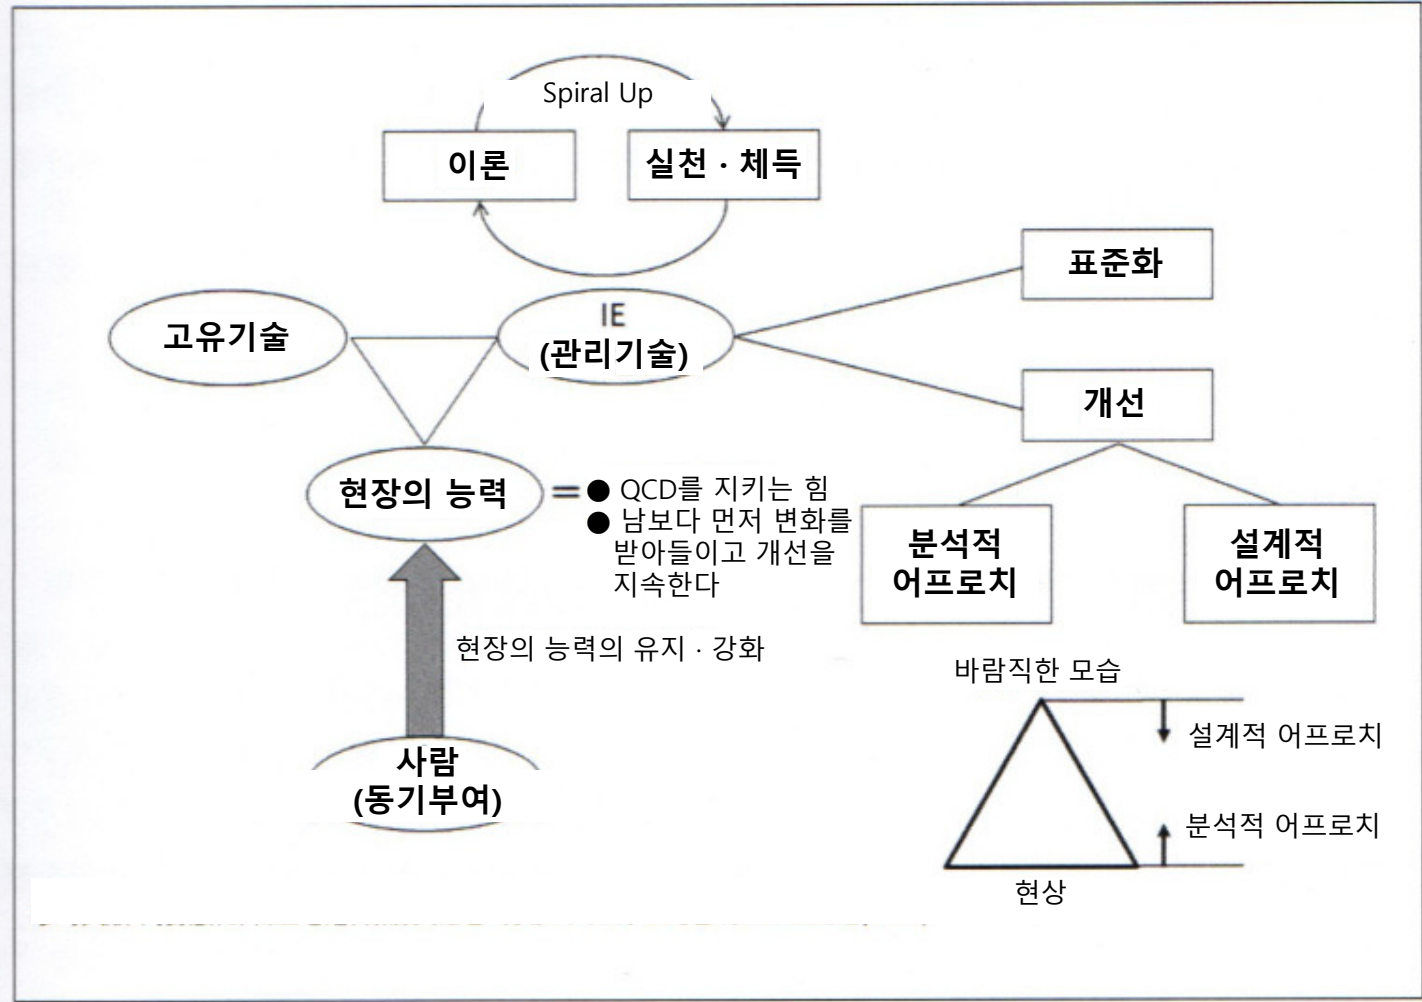 Spiral Up
이론
실천 · 체득
표준화
고유기술
IE
(관리기술)
개선
현장의 능력
=
● QCD를 지키는 힘
● 남보다 먼저 변화를
받아들이고 개선을
지속한다
분석적
어프로치
설계적
어프로치
현장의 능력의 유지 · 강화
바람직한 모습
설계적 어프로치
사람
(동기부여)
분석적 어프로치
현상